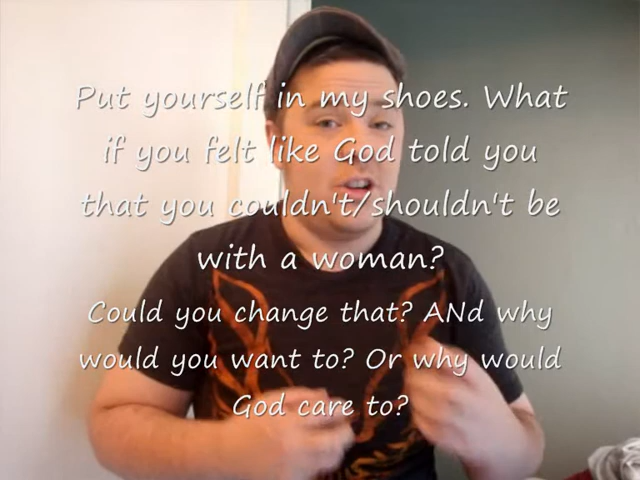 Put yourself in my shoes. What
if you felt like God told you
that you couldn't/shouldn't be
with a woman?
Could you change that? ANd why
would you want to? Or why would
God care to?